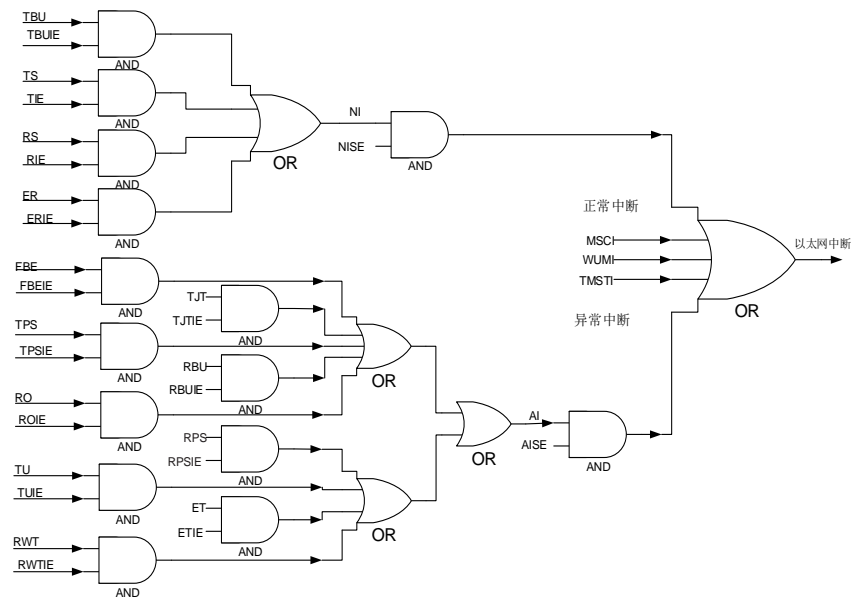 TBU
TBUIE
AND
TS
TIE
AND
RS
RIE
AND
ER
ERIE
AND
OR
NI
NISE
AND
正常中断
MSCI
WUMI
TMSTI
异常中断
OR
以太网中断
FBE
FBEIE
AND
TJT
TJTIE
AND
TPS
TPSIE
AND
RBU
RBUIE
AND
OR
RO
ROIE
AND
RPS
RPSIE
AND
TU
TUIE
AND
ET
ETIE
AND
OR
RWT
RWTIE
AND
OR
AI
AISE
AND